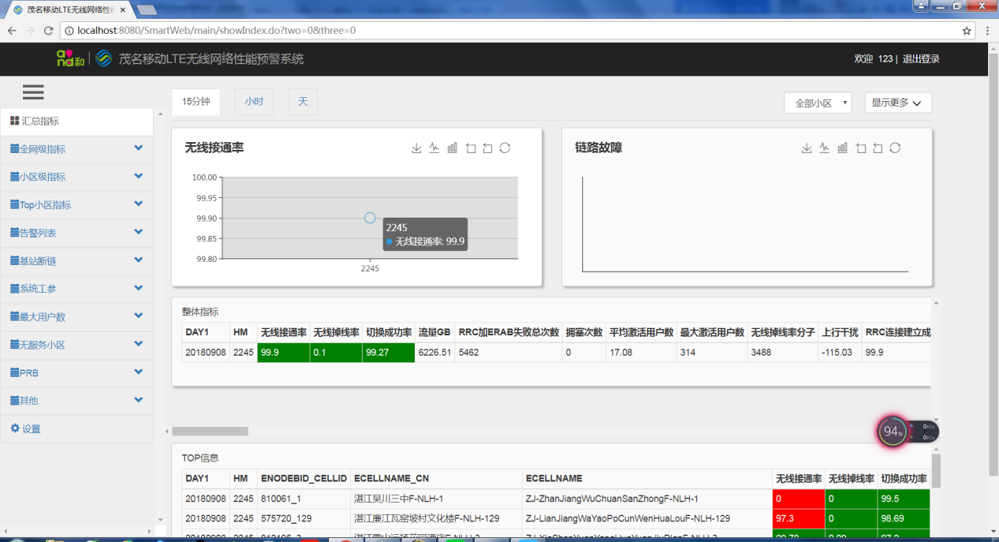 茂名移动LTE无线网络性
localhost:8080/SmartWeb/main/showIndex.do?two=0&three=0
and和 茂名移动LTE无线网络性能预警系统 欢迎 123 | 退出登录
15分钟 小时 天 全部小区 显示更多
汇总指标
全网级指标
小区级指标
Top小区指标
告警列表
基站断链
系统工参
最大用户数
无服务小区
PRB
其他
设置
无线接通率
100.00
99.95
99.90
99.85
99.80
2245
2245
无线接通率: 99.9
链路故障
整体指标
DAY1 HM 无线接通率 无线掉线率 切换成功率 流量GB RRC加ERAB失败总次数 拥塞次数 平均激活用户数 最大激活用户数 无线掉线率分子 上行干扰 RRC连接建立成
20180908 2245 99.9 0.1 99.27 6226.51 5462 0 17.08 314 3488 -115.03 99.9
94%
0K/s
0K/s
TOP信息
DAY1 HM ENODEBID_CELLID ECELLNAME_CN ECELLNAME 无线接通率 无线掉线率 切换成功率
20180908 2245 810061_1 湛江吴川三中F-NLH-1 ZJ-ZhanJiangWuChuanSanZhongF-NLH-1 0 0 99.5
20180908 2245 575720_129 湛江廉江瓦窑坡村文化楼F-NLH-129 ZJ-LianJiangWaYaoPoCunWenHuaLouF-NLH-129 97.3 0 98.69